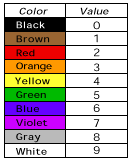 Color Value
Black 0
Brown 1
Red 2
Orange 3
Yellow 4
Green 5
Blue 6
Violet 7
Gray 8
White 9